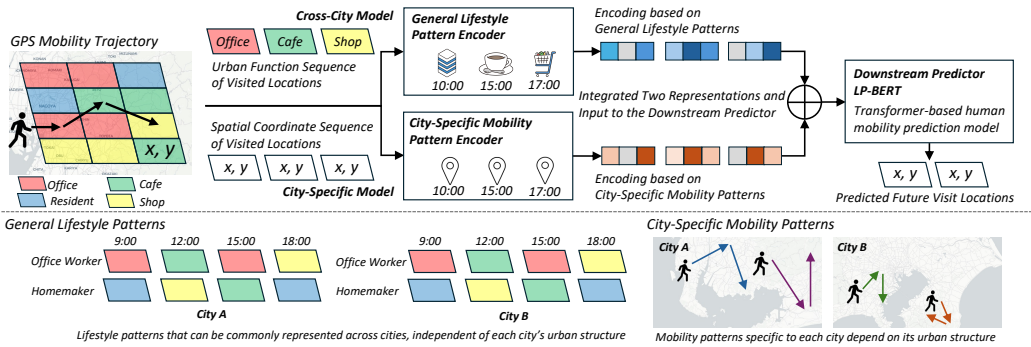 GPS Mobility Trajectory
x, y
Office
Cafe
Resident
Shop
Cross-City Model
Office
Cafe
Shop
Urban Function Sequence
of Visited Locations
Spatial Coordinate Sequence
of Visited Locations
x, y
x, y
x, y
City-Specific Model
General Lifestyle
Pattern Encoder
10:00
15:00
17:00
City-Specific Mobility
Pattern Encoder
10:00
15:00
17:00
Encoding based on
General Lifestyle Patterns
Integrated Two Representations and
Input to the Downstream Predictor
Encoding based on
City-Specific Mobility Patterns
Downstream Predictor
LP-BERT
Transformer-based human
mobility prediction model
x, y
x, y
Predicted Future Visit Locations
General Lifestyle Patterns
9:00
12:00
15:00
18:00
Office Worker
Homemaker
City A
9:00
12:00
15:00
18:00
Office Worker
Homemaker
City B
Lifestyle patterns that can be commonly represented across cities, independent of each city's urban structure
City-Specific Mobility Patterns
City A
City B
Mobility patterns specific to each city depend on its urban structure